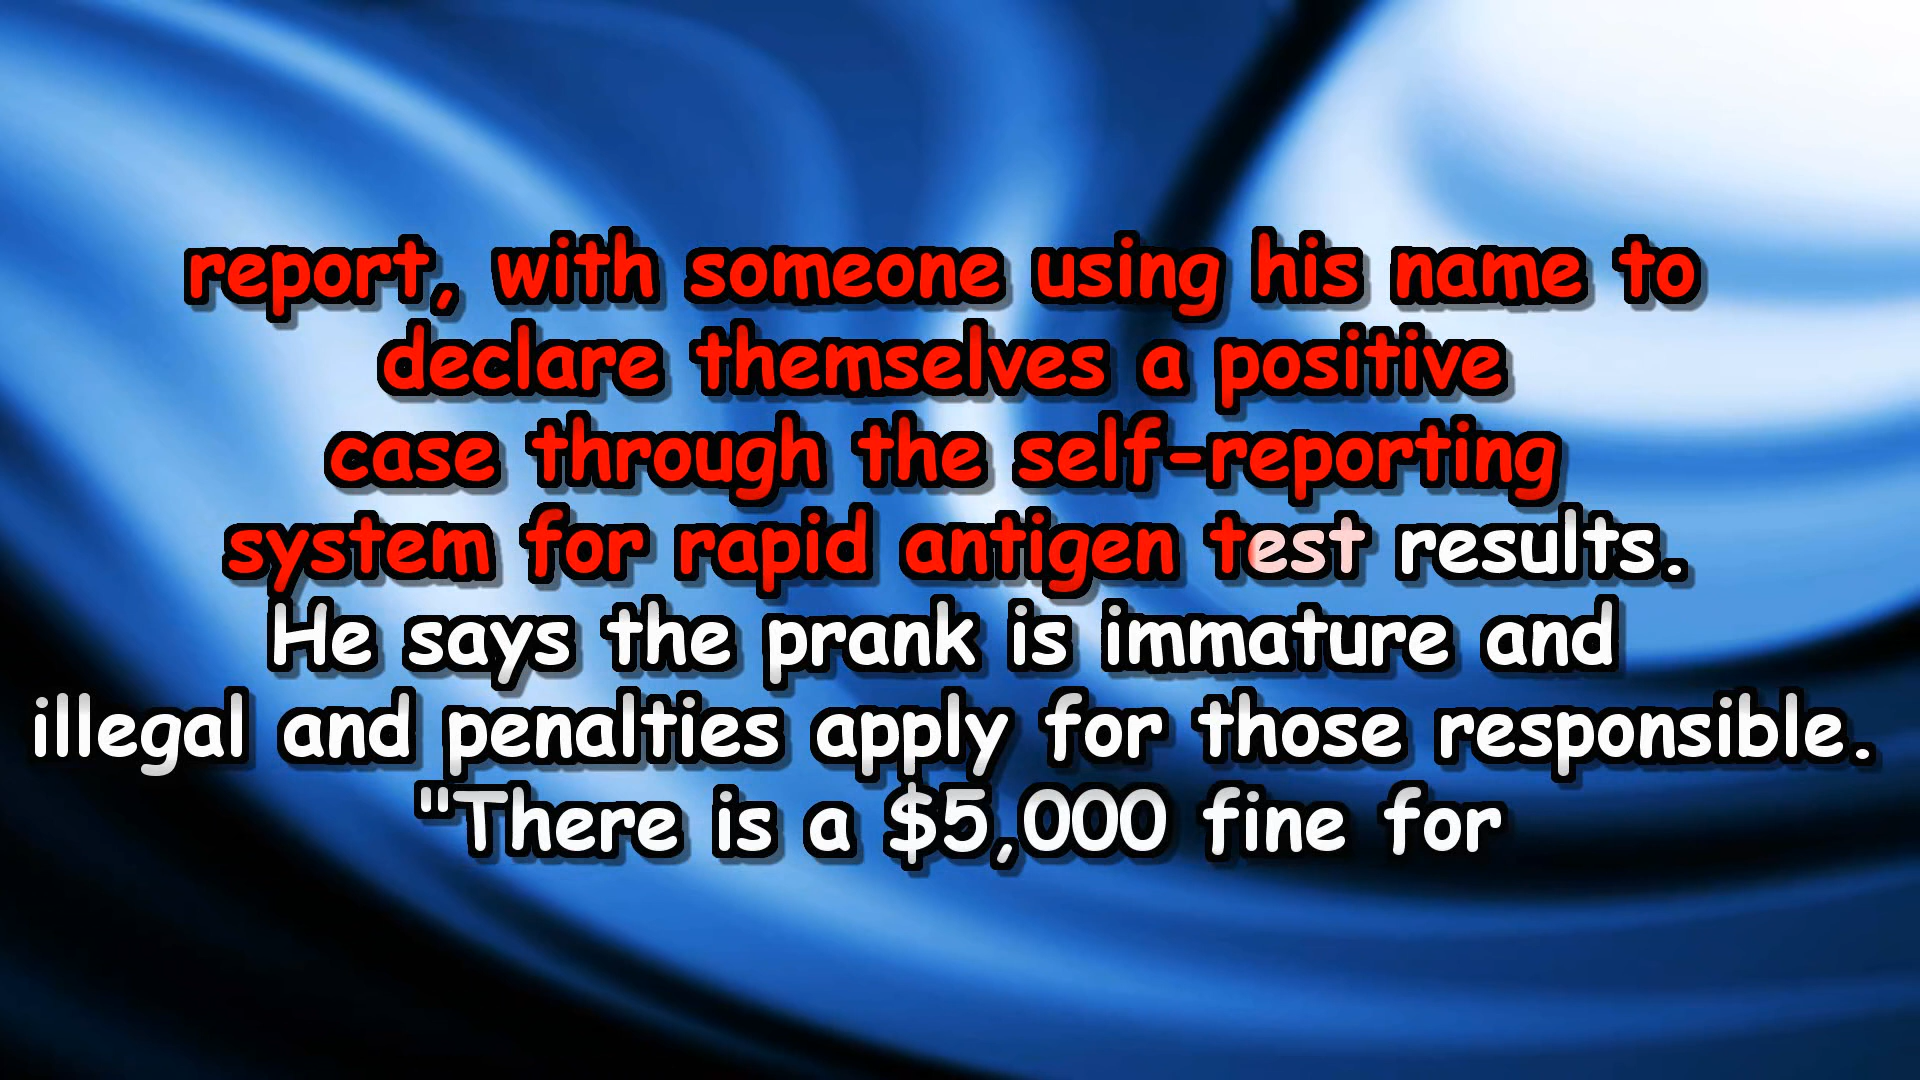 report, with someone using his name to
declare themselves a positive
case through the self-reporting
system for rapid antigen test results.
He says the prank is immature and
illegal and penalties apply for those responsible.
"There is a $5,000 fine for